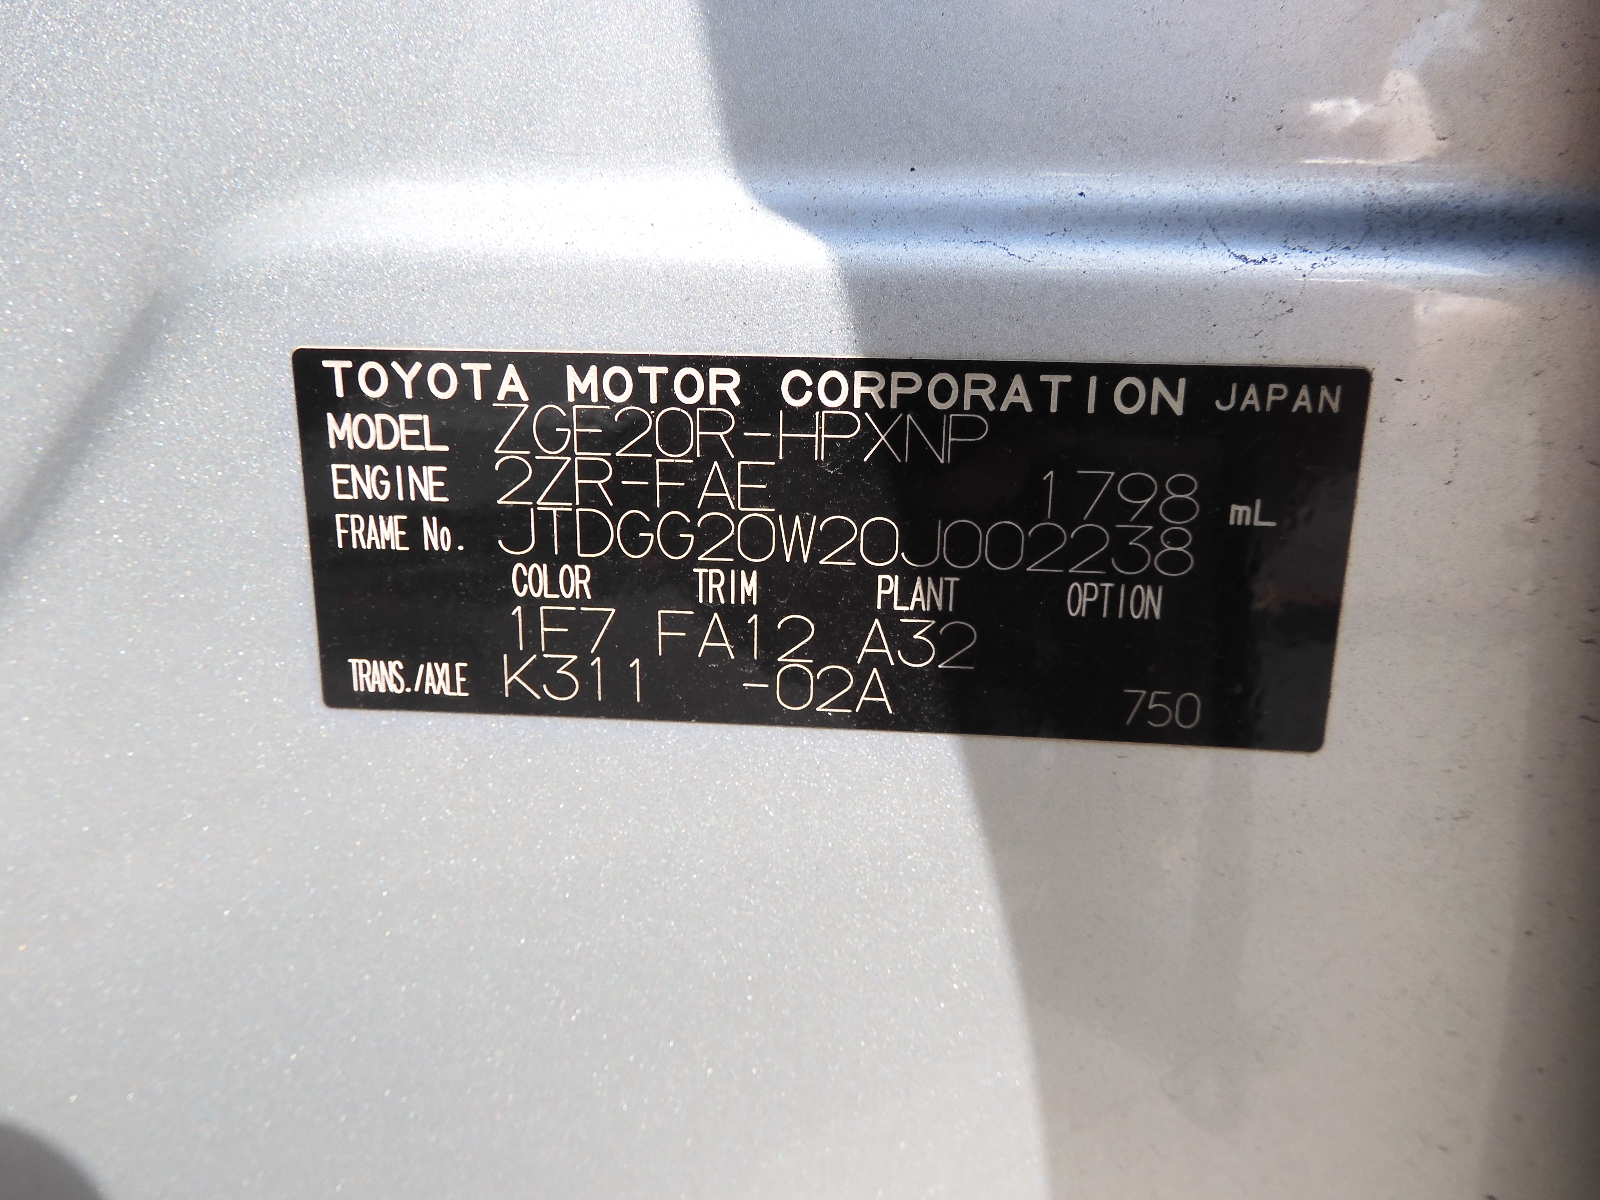 TOYOTA MOTOR CORPORATION JAPAN
MODEL ZGE20R-HPXNP
ENGINE 2ZR-FAE 1798 mL
FRAME No. JTDGG20W20J002238
COLOR TRIM PLANT OPTION
1F7 FA12 A32
TRANS./AXLE K311 -02A 750